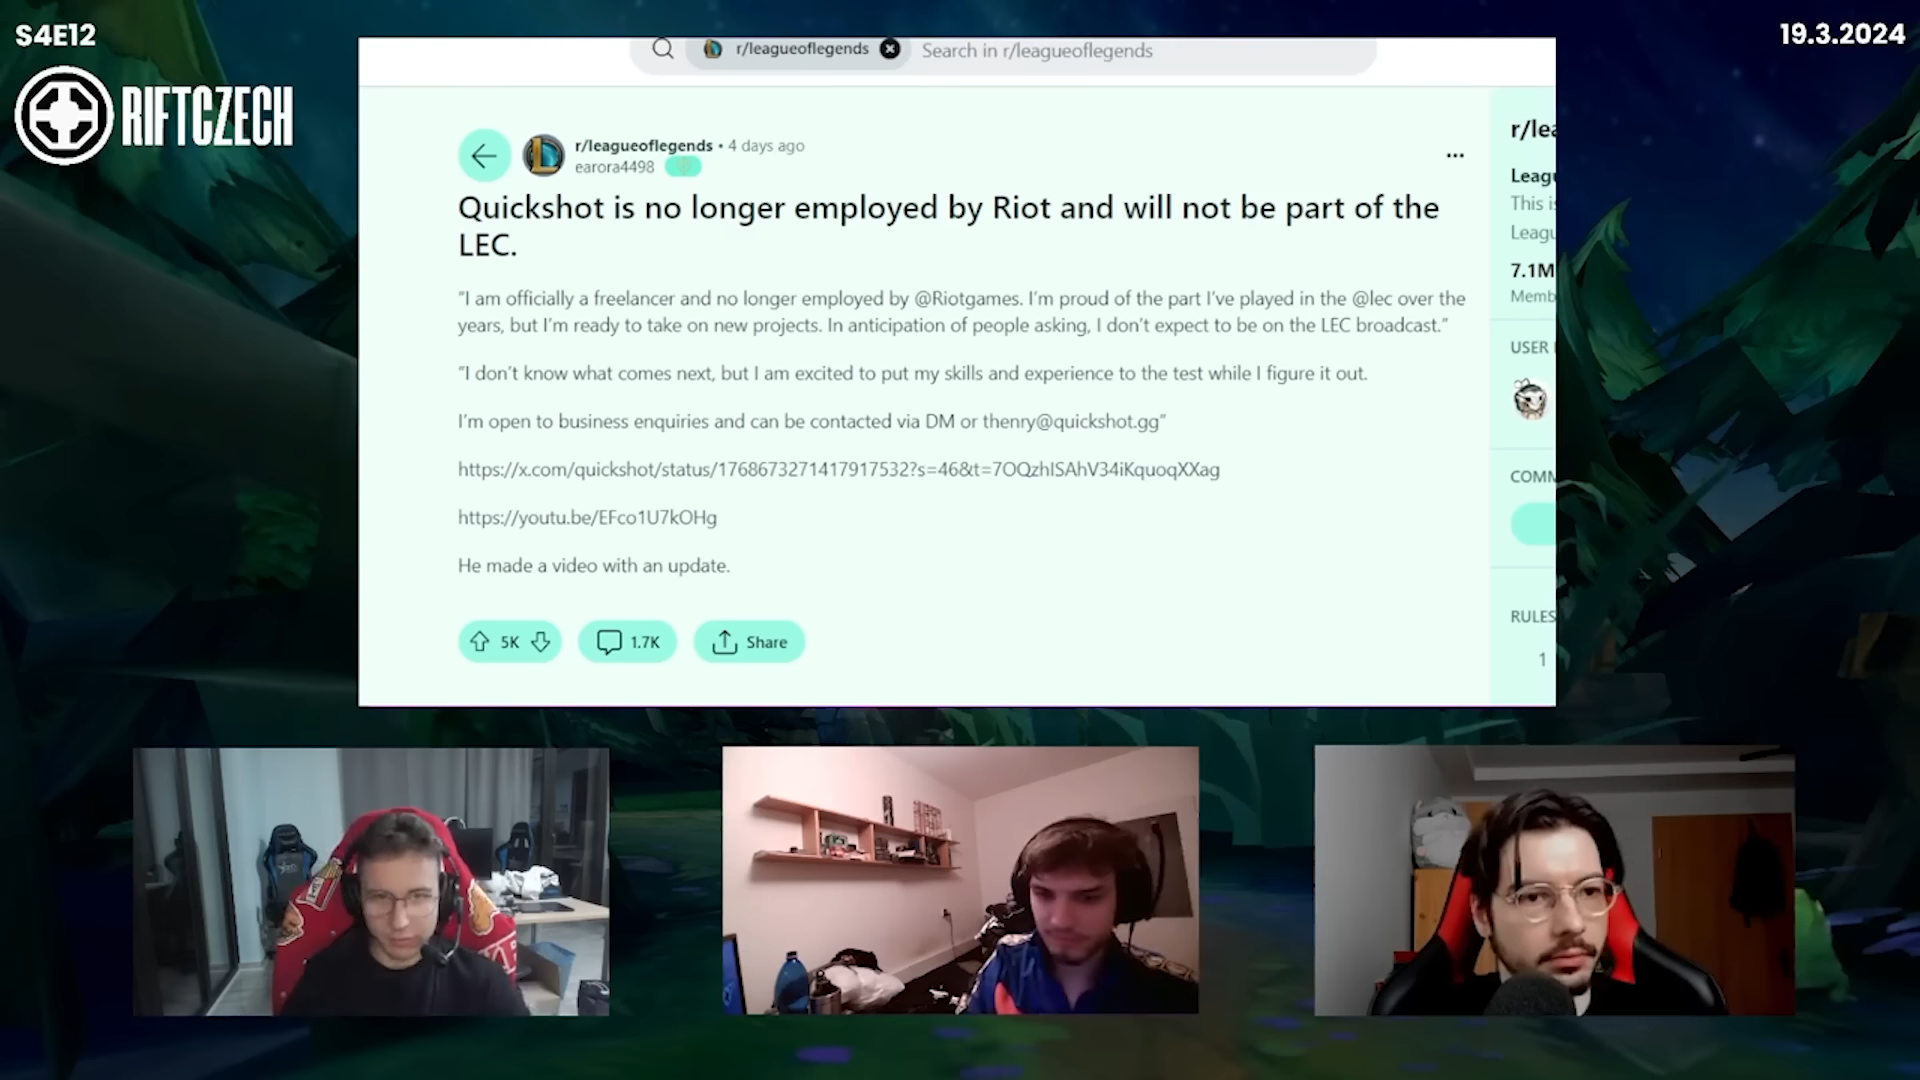 S4E12
19.3.2024
RIFTCZECH
r/leagueoflegends
Search in r/leagueoflegends
r/leagueoflegends • 4 days ago
earora4498
Quickshot is no longer employed by Riot and will not be part of the
LEC.
"I am officially a freelancer and no longer employed by @Riotgames. I'm proud of the part I've played in the @lec over the
years, but I'm ready to take on new projects. In anticipation of people asking, I don't expect to be on the LEC broadcast."
"I don't know what comes next, but I am excited to put my skills and experience to the test while I figure it out.
I'm open to business enquiries and can be contacted via DM or thenry@quickshot.gg"
https://x.com/quickshot/status/1768673271417917532?s=46&t=7OQzhISAhV34iKquoqXXag
https://youtu.be/EFco1U7kOHg
He made a video with an update.
5K
1.7K
Share
r/lea
Leagu
This is
Leagu
7.1M
Memb
USER
COMM
RULES
1